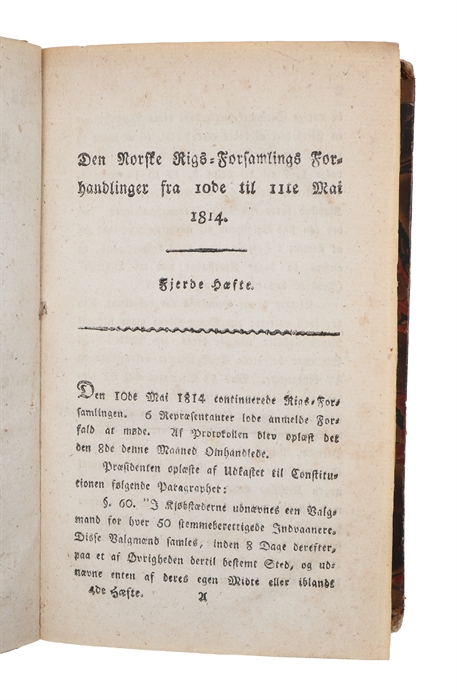 Den Norske Rigs-Forsamlings For-
handlinger fra 10de til 11te Mai
1814.
Fjerde Hæfte.
Den 10de Mai 1814 continuerede Rigs-For-
samlingen. 6 Repræsentanter lode anmelde For-
fald at møde. Af Protokollen blev oplæst det
den 8de denne Maaned Omhandlede.
Præsidenten oplæste af Udkastet til Constitu-
tionen følgende Paragrapher:
§. 60. "I Kjøbstæderne udnævnes een Valg-
mand for hver 50 stemmeberettigede Indvaanere.
Disse Valgmænd samles, inden 8 Dage derefter,
paa et af Øvrigheden dertil bestemt Sted, og ud-
nævne enten af deres egen Midte eller iblandt
4de Hæfte. A